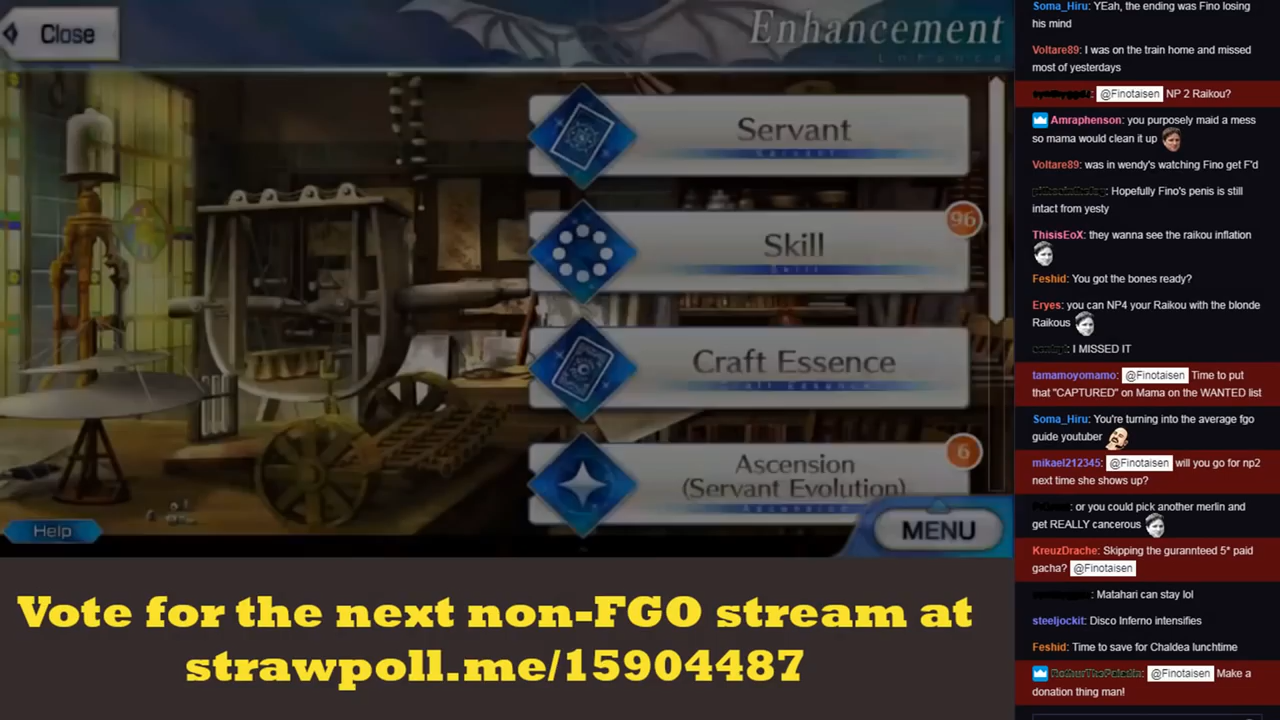 Close
Enhancement
Servant
Skill
96
Craft Essence
Ascension
(Servant Evolution)
6
Help
MENU
Vote for the next non-FGO stream at
strawpoll.me/15904487
Soma_Hiru: YEah, the ending was Fino losing
his mind
Voltare89: I was on the train home and missed
most of yesterdays
: @Finotaisen NP 2 Raikou?
Amraphenson: you purposely maid a mess
so mama would clean it up
Voltare89: was in wendy's watching Fino get F'd
: Hopefully Fino's penis is still
intact from yesty
ThisisEoX: they wanna see the raikou inflation
Feshid: You got the bones ready?
Eryes: you can NP4 your Raikou with the blonde
Raikous
: I MISSED IT
tamamoyomamo: @Finotaisen Time to put
that "CAPTURED" on Mama on the WANTED list
Soma_Hiru: You're turning into the average fgo
guide youtuber
mikael212345: @Finotaisen will you go for np2
next time she shows up?
: or you could pick another merlin and
get REALLY cancerous
KreuzDrache: Skipping the gurannteed 5* paid
gacha? @Finotaisen
: Matahari can stay lol
steeljockit: Disco Inferno intensifies
Feshid: Time to save for Chaldea lunchtime
: @Finotaisen Make a
donation thing man!